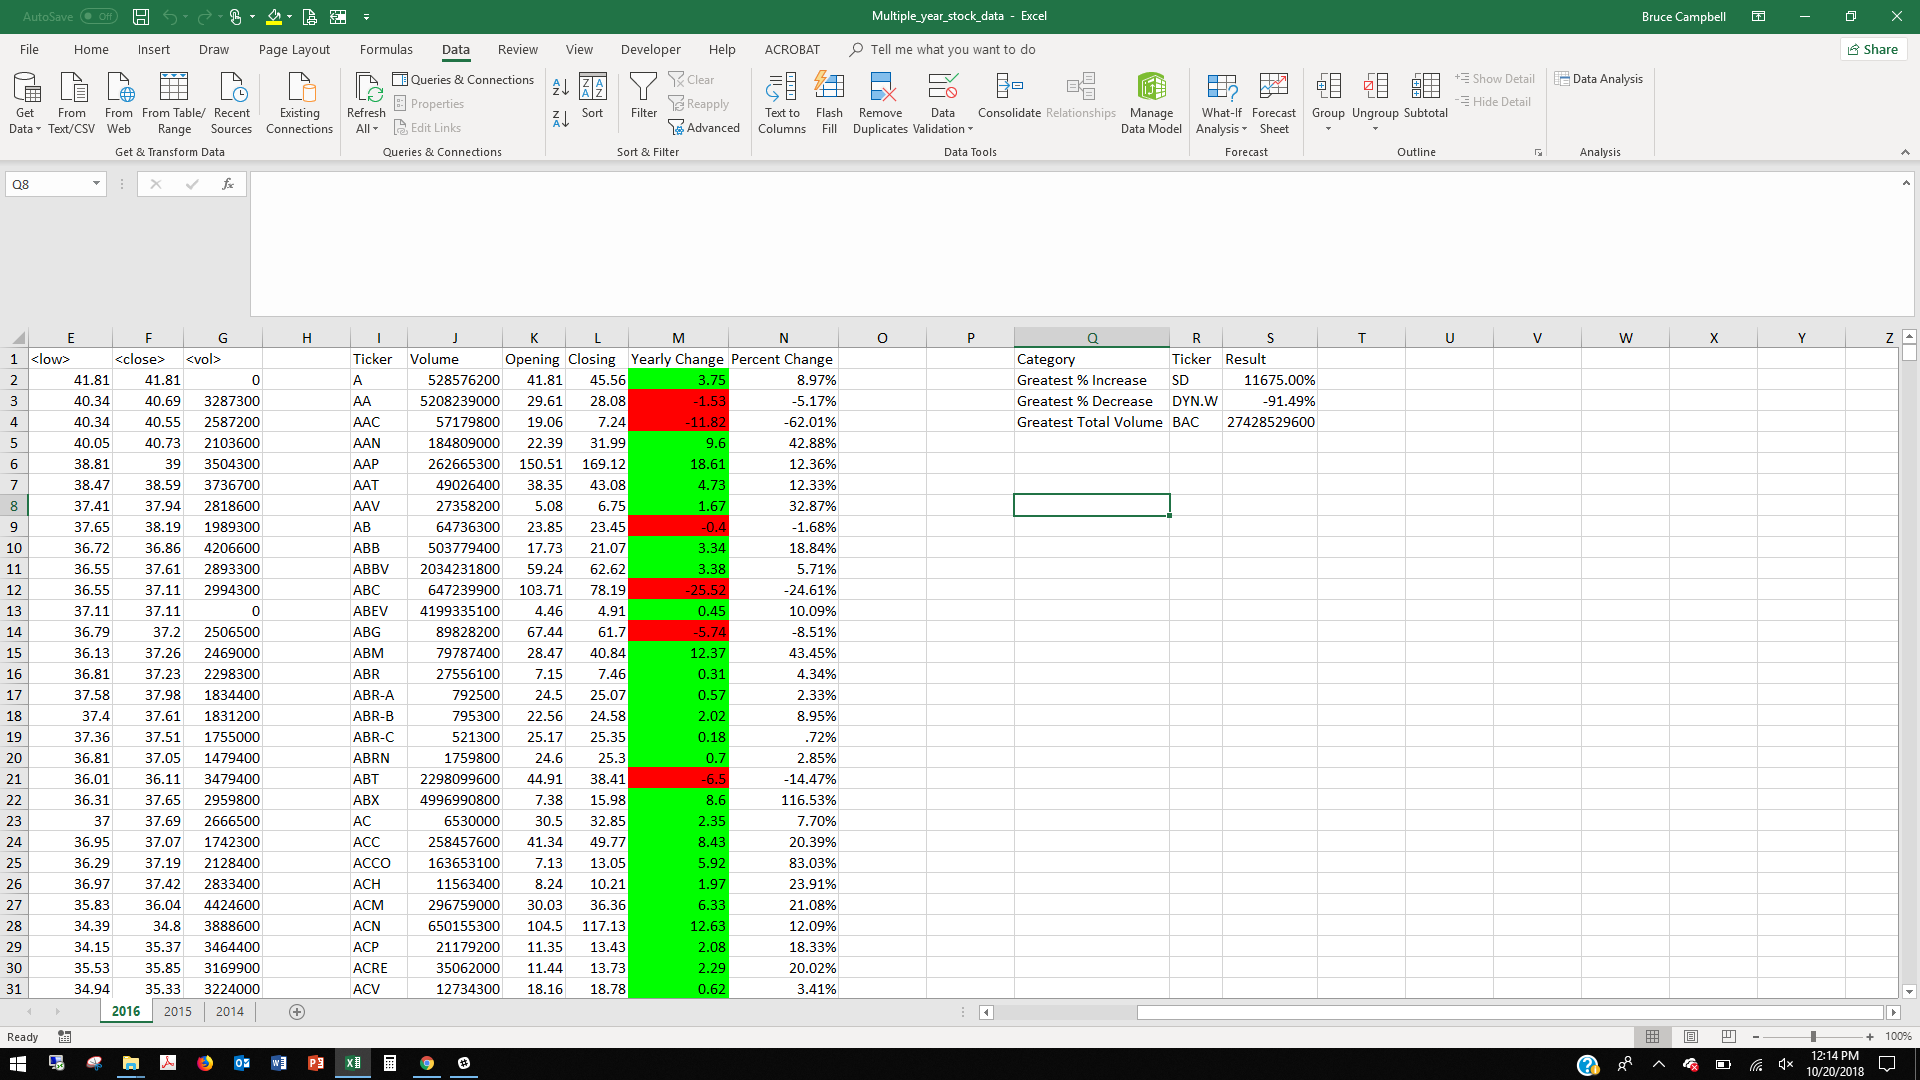 AutoSave Off
Multiple_year_stock_data - Excel
Bruce Campbell
File Home Insert Draw Page Layout Formulas Data Review View Developer Help ACROBAT Tell me what you want to do Share
Get Data From Text/CSV From Web From Table/ Range Recent Sources Existing Connections
Get & Transform Data
Refresh All Queries & Connections Properties Edit Links
Queries & Connections
Sort Filter Clear Reapply Advanced
Sort & Filter
Text to Columns Flash Fill Remove Duplicates Data Validation Consolidate Relationships Manage Data Model
Data Tools
What-If Analysis Forecast Sheet
Forecast
Group Ungroup Subtotal Show Detail Hide Detail
Outline
Data Analysis
Analysis
Q8 fx
E F G H I J K L M N O P Q R S T U V W X Y Z
1 <low> <close> <vol> Ticker Volume Opening Closing Yearly Change Percent Change Category Ticker Result
2 41.81 41.81 0 A 528576200 41.81 45.56 3.75 8.97% Greatest % Increase SD 11675.00%
3 40.34 40.69 3287300 AA 5208239000 29.61 28.08 -1.53 -5.17% Greatest % Decrease DYN.W -91.49%
4 40.34 40.55 2587200 AAC 57179800 19.06 7.24 -11.82 -62.01% Greatest Total Volume BAC 27428529600
5 40.05 40.73 2103600 AAN 184809000 22.39 31.99 9.6 42.88%
6 38.81 39 3504300 AAP 262665300 150.51 169.12 18.61 12.36%
7 38.47 38.59 3736700 AAT 49026400 38.35 43.08 4.73 12.33%
8 37.41 37.94 2818600 AAV 27358200 5.08 6.75 1.67 32.87%
9 37.65 38.19 1989300 AB 64736300 23.85 23.45 -0.4 -1.68%
10 36.72 36.86 4206600 ABB 503779400 17.73 21.07 3.34 18.84%
11 36.55 37.61 2893300 ABBV 2034231800 59.24 62.62 3.38 5.71%
12 36.55 37.11 2994300 ABC 647239900 103.71 78.19 -25.52 -24.61%
13 37.11 37.11 0 ABEV 4199335100 4.46 4.91 0.45 10.09%
14 36.79 37.2 2506500 ABG 89828200 67.44 61.7 -5.74 -8.51%
15 36.13 37.26 2469000 ABM 79787400 28.47 40.84 12.37 43.45%
16 36.81 37.23 2298300 ABR 27556100 7.15 7.46 0.31 4.34%
17 37.58 37.98 1834400 ABR-A 792500 24.5 25.07 0.57 2.33%
18 37.4 37.61 1831200 ABR-B 795300 22.56 24.58 2.02 8.95%
19 37.36 37.51 1755000 ABR-C 521300 25.17 25.35 0.18 .72%
20 36.81 37.05 1479400 ABRN 1759800 24.6 25.3 0.7 2.85%
21 36.01 36.11 3479400 ABT 2298099600 44.91 38.41 -6.5 -14.47%
22 36.31 37.65 2959800 ABX 4996990800 7.38 15.98 8.6 116.53%
23 37 37.69 2666500 AC 6530000 30.5 32.85 2.35 7.70%
24 36.95 37.07 1742300 ACC 258457600 41.34 49.77 8.43 20.39%
25 36.29 37.19 2128400 ACCO 163653100 7.13 13.05 5.92 83.03%
26 36.97 37.42 2833400 ACH 11563400 8.24 10.21 1.97 23.91%
27 35.83 36.04 4424600 ACM 296759000 30.03 36.36 6.33 21.08%
28 34.39 34.8 3888600 ACN 650155300 104.5 117.13 12.63 12.09%
29 34.15 35.37 3464400 ACP 21179200 11.35 13.43 2.08 18.33%
30 35.53 35.85 3169900 ACRE 35062000 11.44 13.73 2.29 20.02%
31 34.94 35.33 3224000 ACV 12734300 18.16 18.78 0.62 3.41%
2016 2015 2014
Ready 100%
12:14 PM
10/20/2018